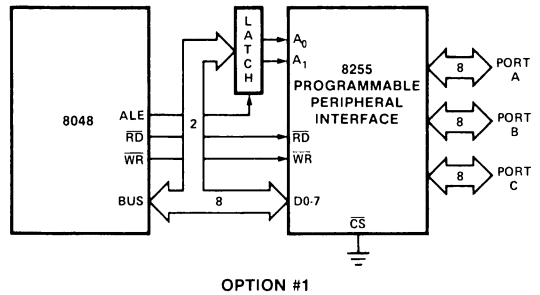 LATCH
A0
A1
8255
PROGRAMMABLE
PERIPHERAL
INTERFACE
8
PORT
A
8048
ALE
2
8
PORT
B
RD
RD
WR
WR
8
PORT
C
BUS
8
D0-7
CS
OPTION #1